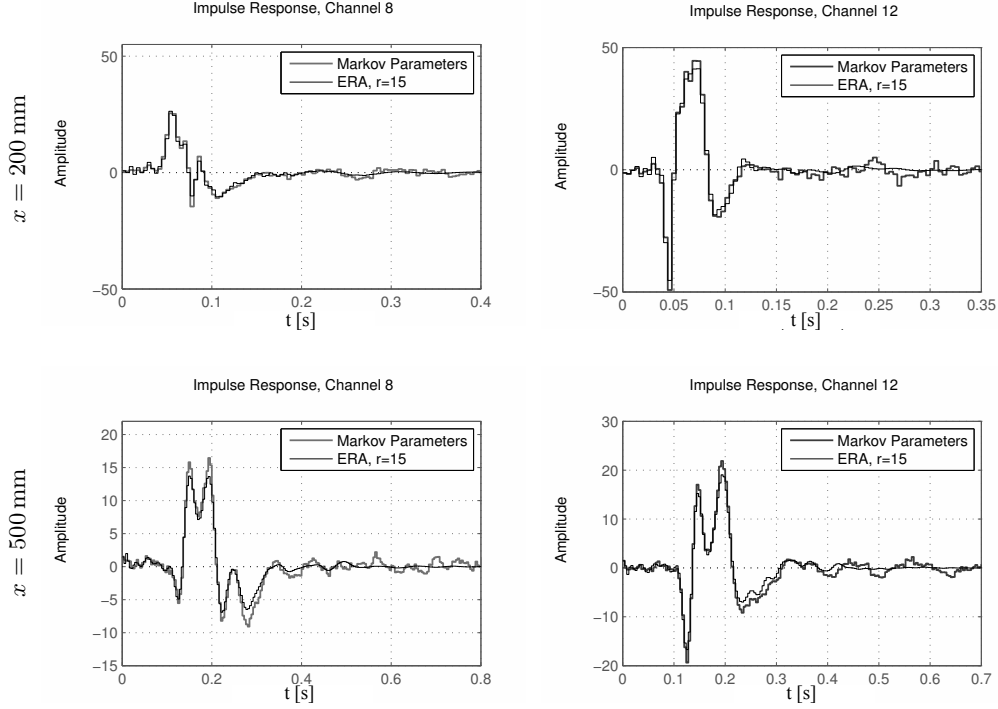 Impulse Response, Channel 8
50
0
−50
Amplitude
x = 200 mm
Markov Parameters
ERA, r=15
0 0.1 0.2 0.3 0.4
t [s]
Impulse Response, Channel 12
50
0
−50
Amplitude
Markov Parameters
ERA, r=15
0 0.05 0.1 0.15 0.2 0.25 0.3 0.35
t [s]
Impulse Response, Channel 8
20
15
10
5
0
−5
−10
−15
Amplitude
x = 500 mm
Markov Parameters
ERA, r=15
0 0.2 0.4 0.6 0.8
t [s]
Impulse Response, Channel 12
30
20
10
0
−10
−20
Amplitude
Markov Parameters
ERA, r=15
0 0.1 0.2 0.3 0.4 0.5 0.6 0.7
t [s]